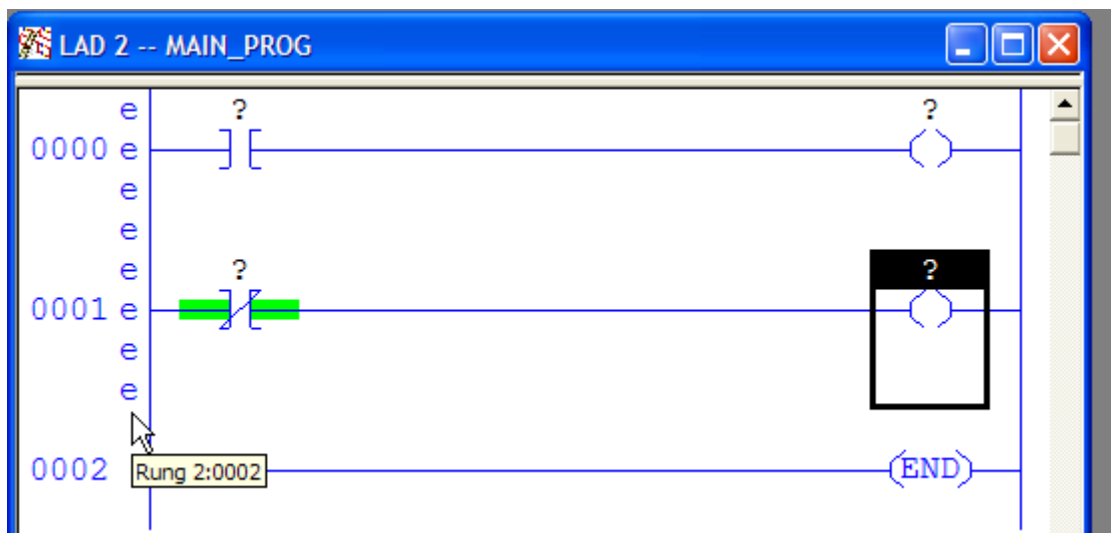 LAD 2 -- MAIN_PROG
e ? ?
0000 e
e
e
e ? ?
0001 e
e
e
0002 Rung 2:0002 END